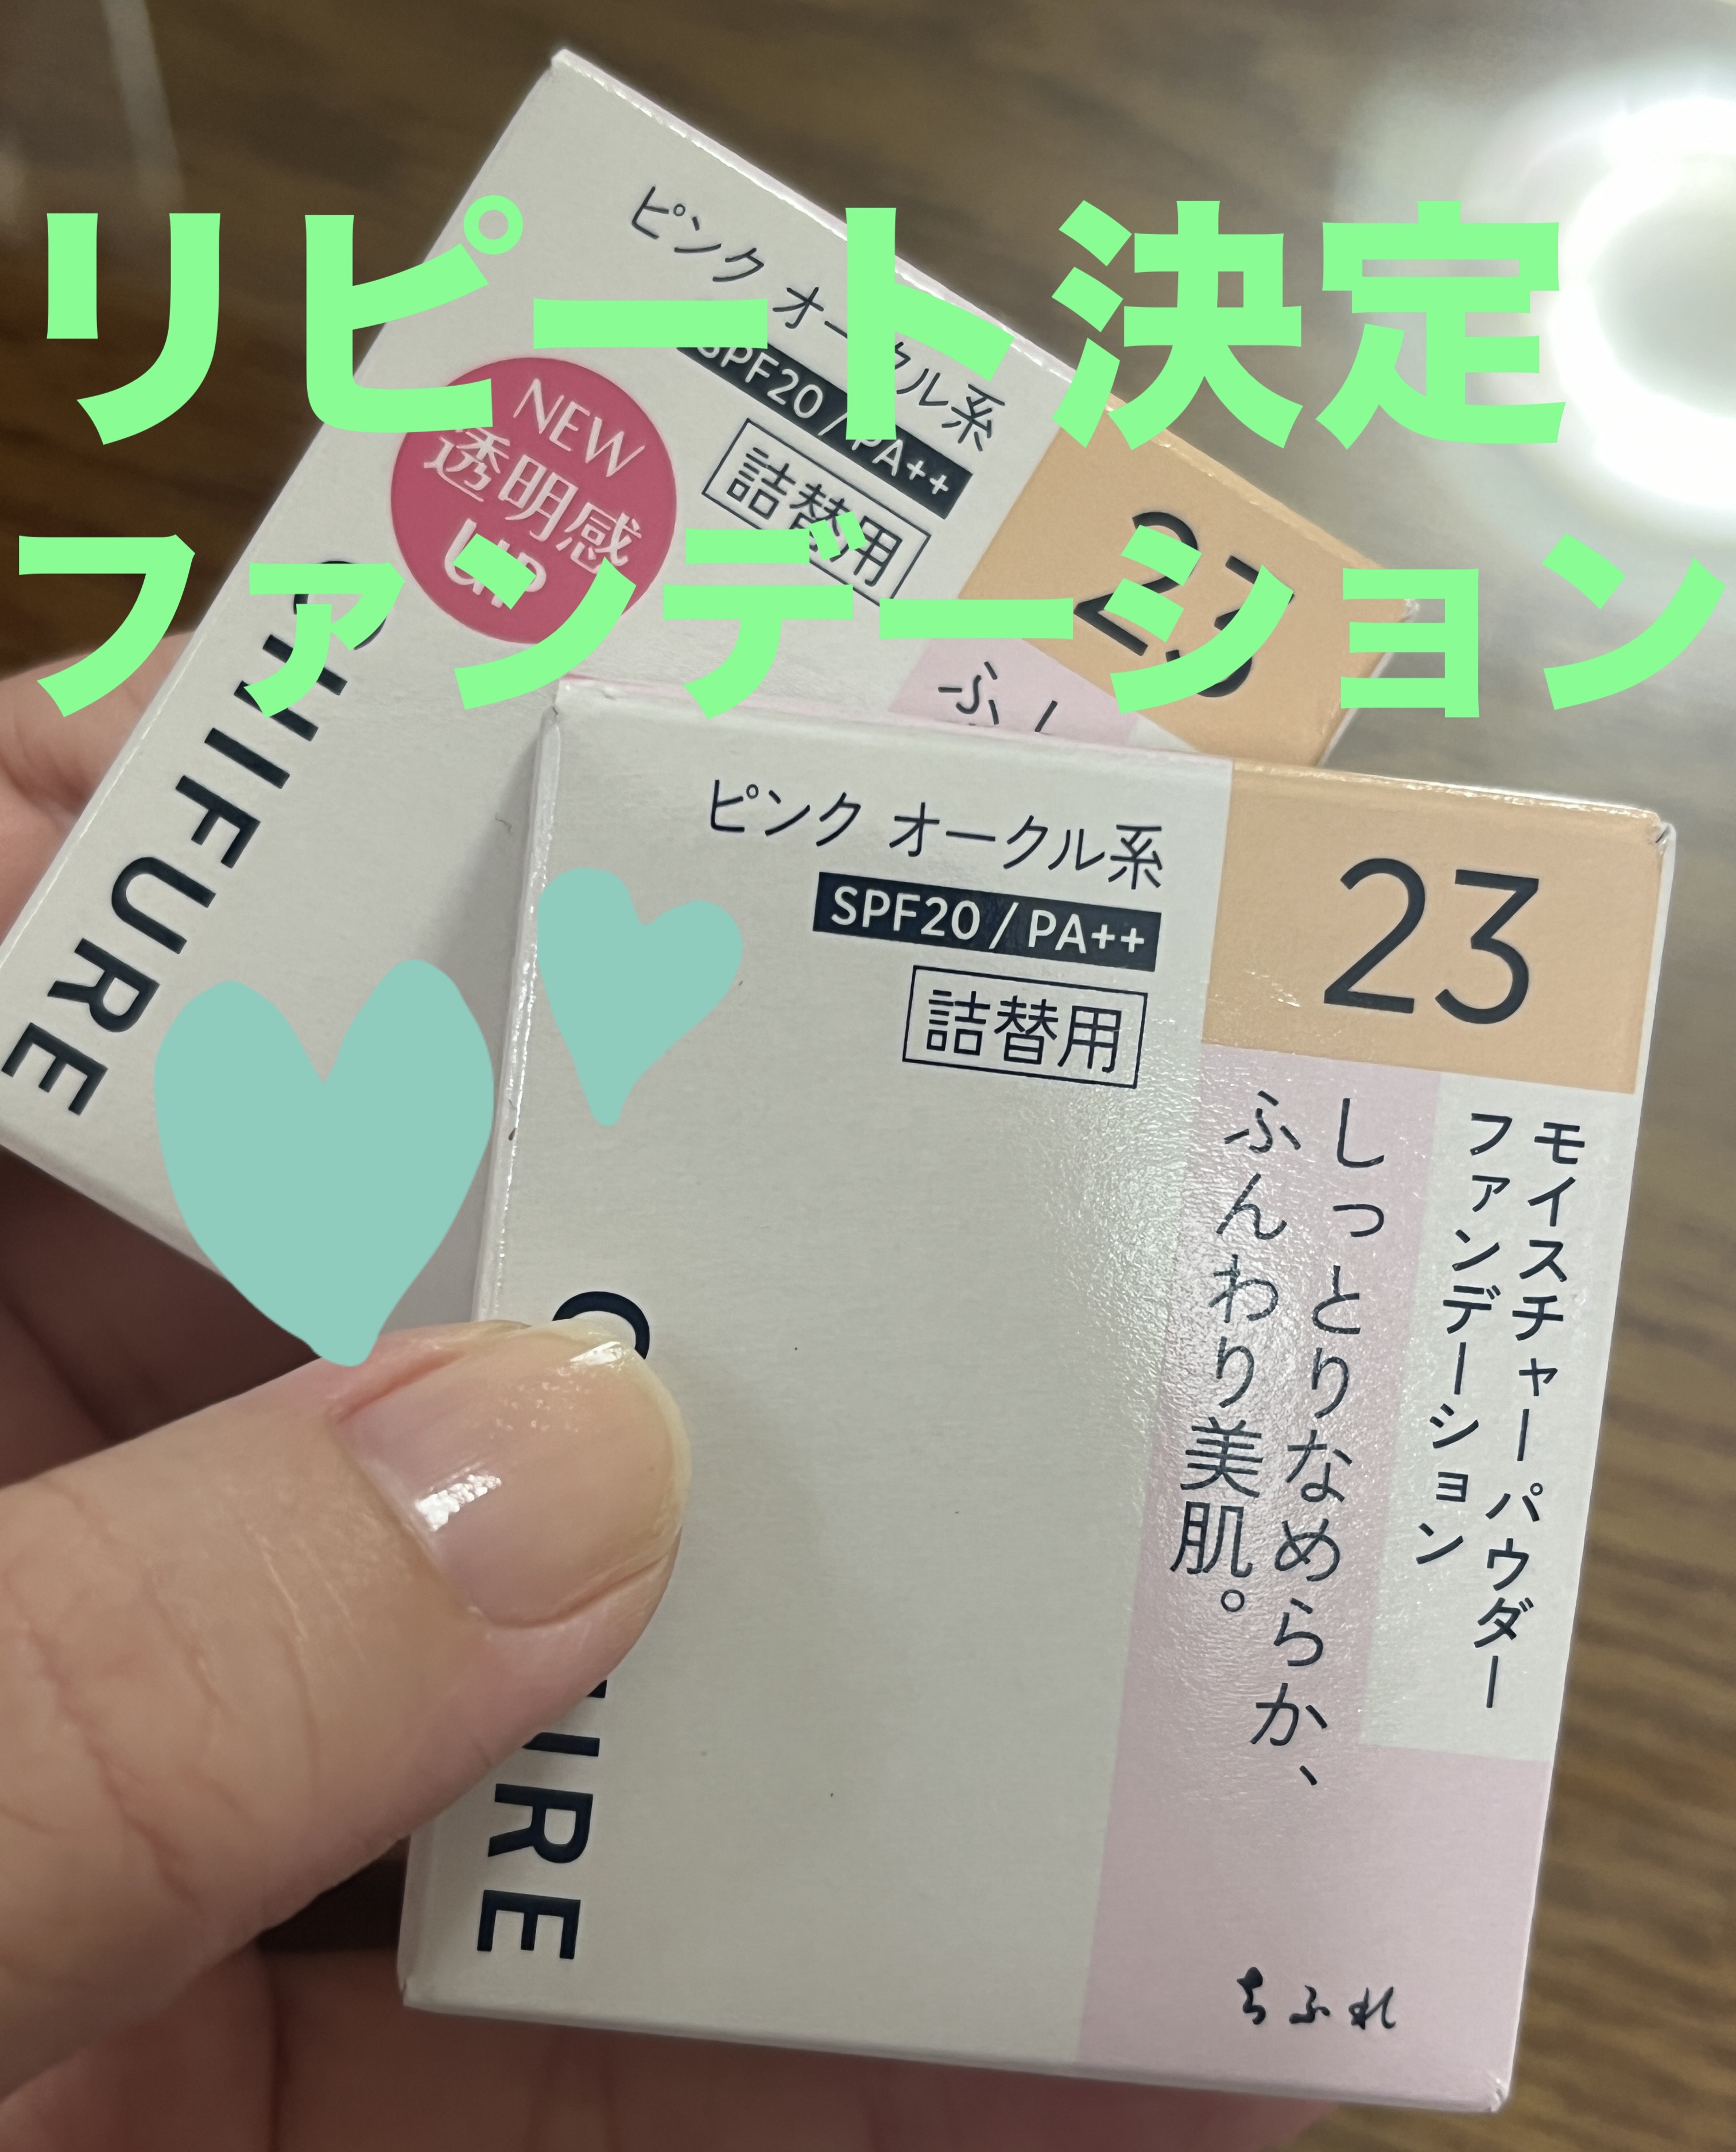 リピート決定
ファンデーション
ピンク オークル系
SPF20 / PA++
詰替用
23
NEW
透明感
UP
CHIFURE
ふ
し
ピンク オークル系
SPF20 / PA++
詰替用
23
モイスチャー パウダー
ファンデーション
しっとりなめらか、
ふんわり美肌。
ちふれ